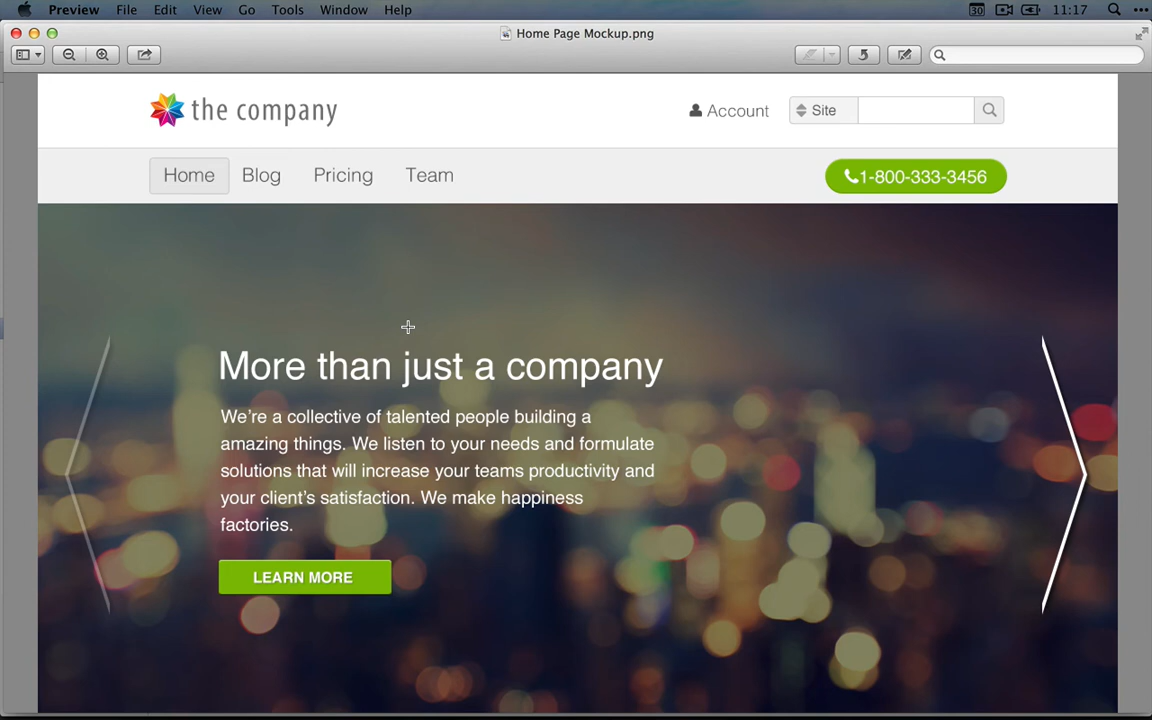 Preview File Edit View Go Tools Window Help 30 11:17
Home Page Mockup.png
the company
Account Site
Home Blog Pricing Team 1-800-333-3456
More than just a company
We're a collective of talented people building a
amazing things. We listen to your needs and formulate
solutions that will increase your teams productivity and
your client's satisfaction. We make happiness
factories.
LEARN MORE